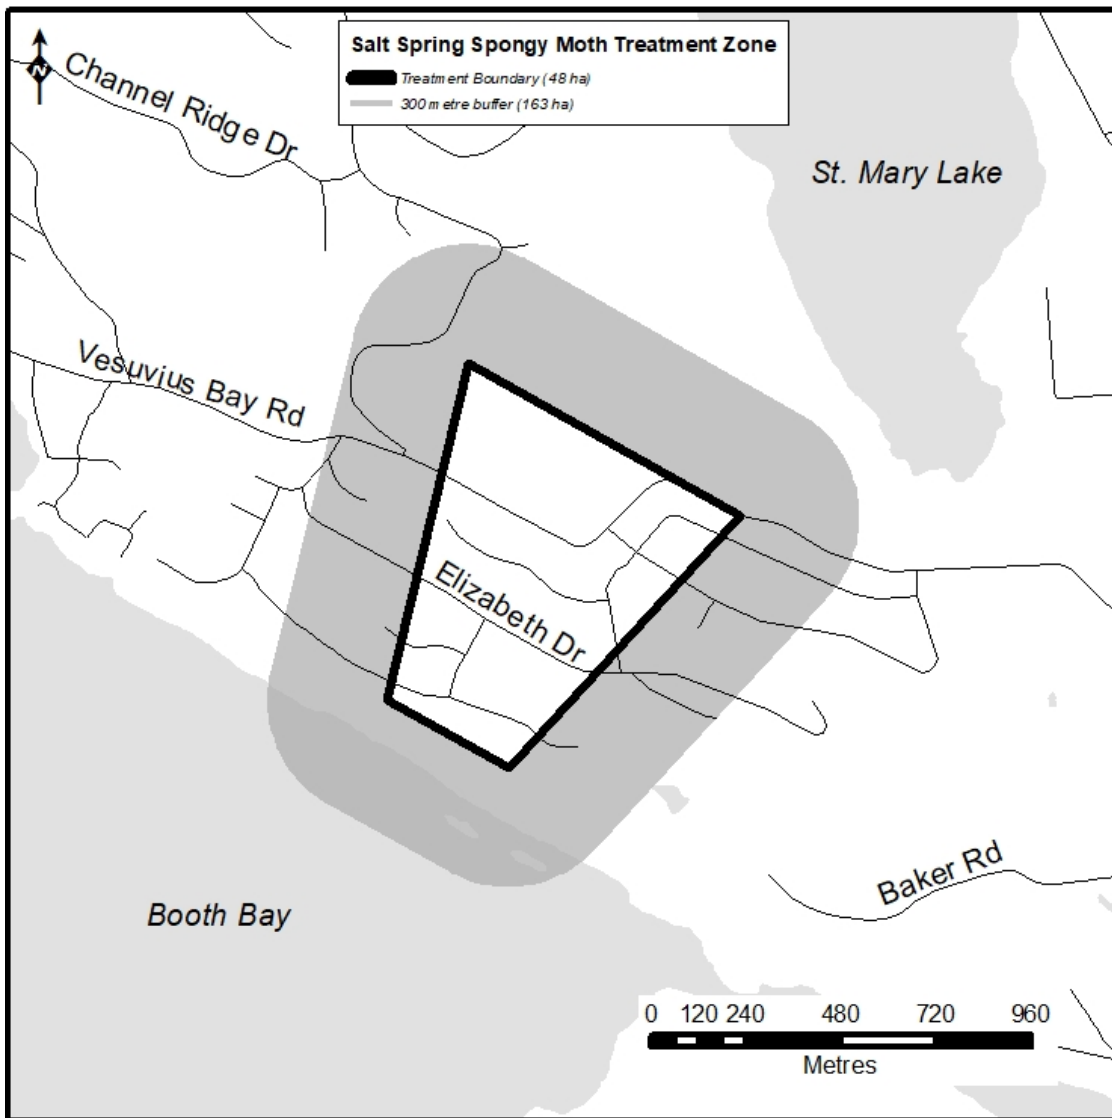 Salt Spring Spongy Moth Treatment Zone
Treatment Boundary (48 ha)
300 metre buffer (163 ha)
N
Channel Ridge Dr
St. Mary Lake
Vesuvius Bay Rd
Elizabeth Dr
Baker Rd
Booth Bay
0 120 240 480 720 960
Metres